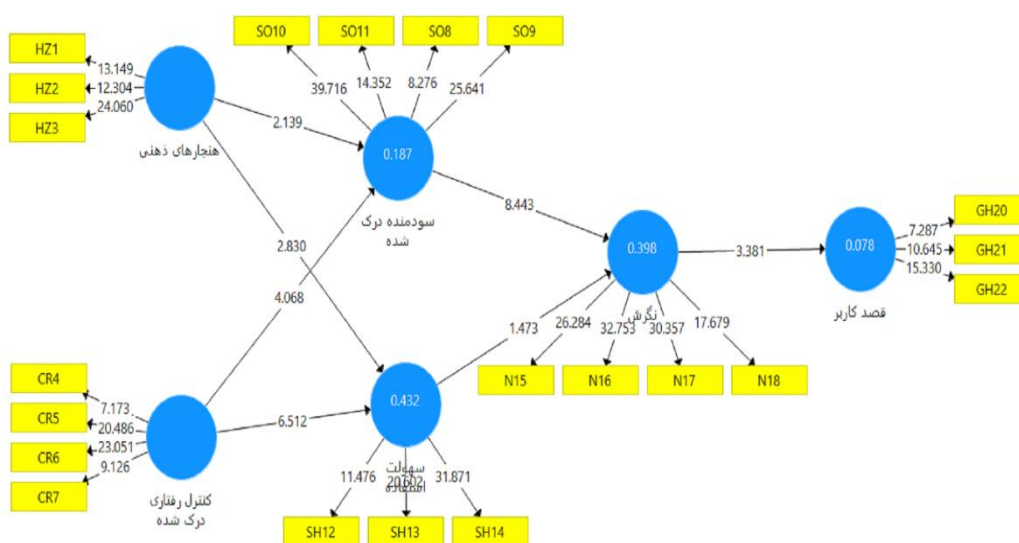 SO10
SO11
SO8
SO9
HZ1
HZ2
HZ3
13.149
12.304
24.060
39.716
14.352
8.276
25.641
هنجارهای ذهنی
2.139
0.187
سودمنده درک
شده
8.443
2.830
4.068
0.398
نگرش
3.381
0.078
قصد کاربر
7.287
10.645
15.330
GH20
GH21
GH22
1.473
26.284
32.753
30.357
17.679
N15
N16
N17
N18
CR4
CR5
CR6
CR7
7.173
20.486
23.051
9.126
کنترل رفتاری
درک شده
6.512
0.432
سهولت
استفاده
11.476
20.602
31.871
SH12
SH13
SH14